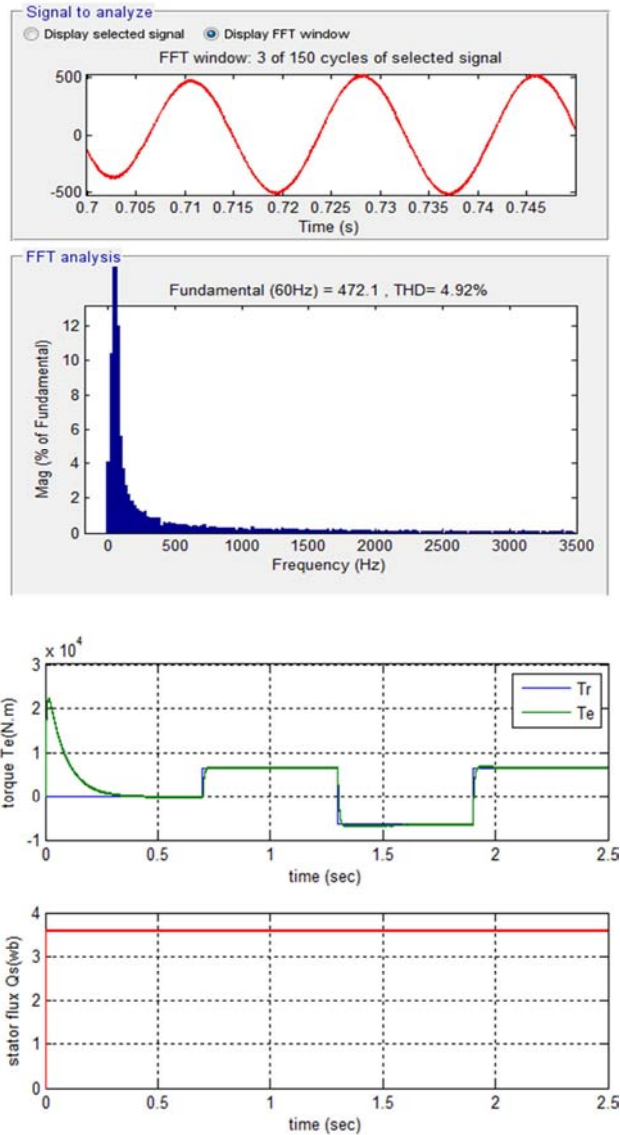 Signal to analyze
Display selected signal Display FFT window
FFT window: 3 of 150 cycles of selected signal
500
0
-500
0.7 0.705 0.71 0.715 0.72 0.725 0.73 0.735 0.74 0.745
Time (s)
FFT analysis
Fundamental (60Hz) = 472.1 , THD= 4.92%
Mag (% of Fundamental)
12
10
8
6
4
2
0
0 500 1000 1500 2000 2500 3000 3500
Frequency (Hz)
x 10^4
torque Te(N.m)
3
2
1
0
-1
Tr
Te
0 0.5 1 1.5 2 2.5
time (sec)
stator flux Qs(wb)
4
3
2
1
0
0 0.5 1 1.5 2 2.5
time (sec)